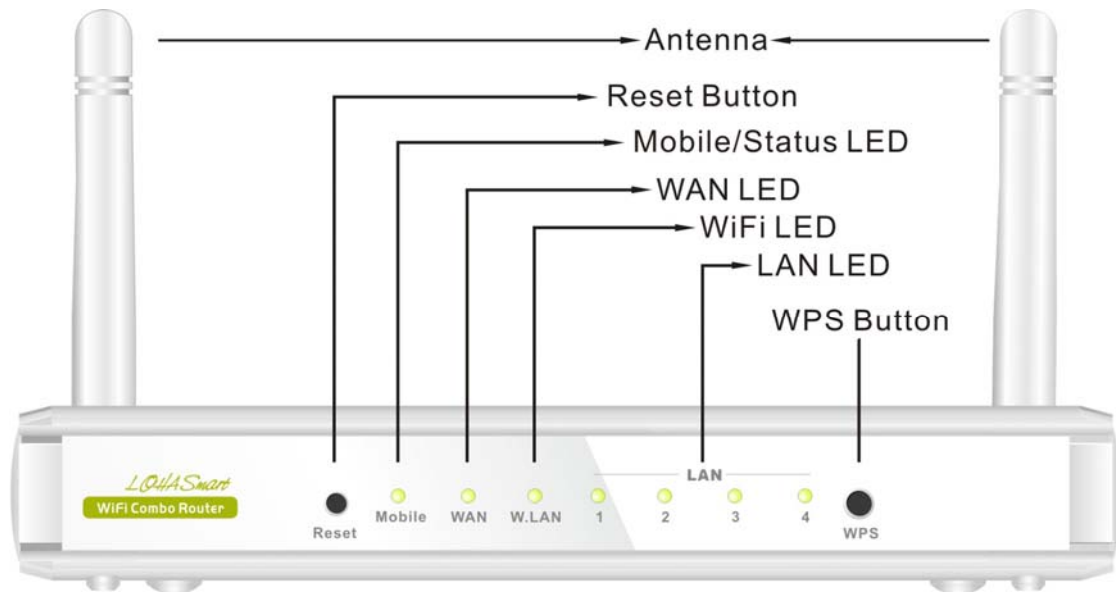 Antenna
Reset Button
Mobile/Status LED
WAN LED
WiFi LED
LAN LED
WPS Button
LOHASmart
WiFi Combo Router
LAN
Reset
Mobile
WAN
W.LAN
1
2
3
4
WPS